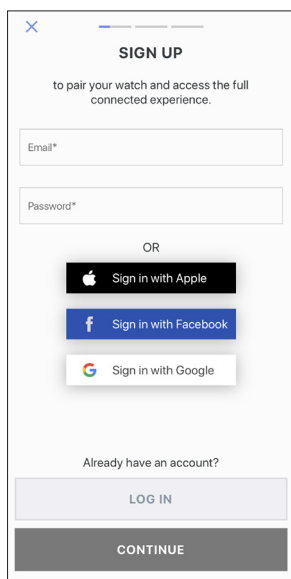 SIGN UP
to pair your watch and access the full
connected experience.
Email*
Password*
OR
Sign in with Apple
Sign in with Facebook
Sign in with Google
Already have an account?
LOG IN
CONTINUE